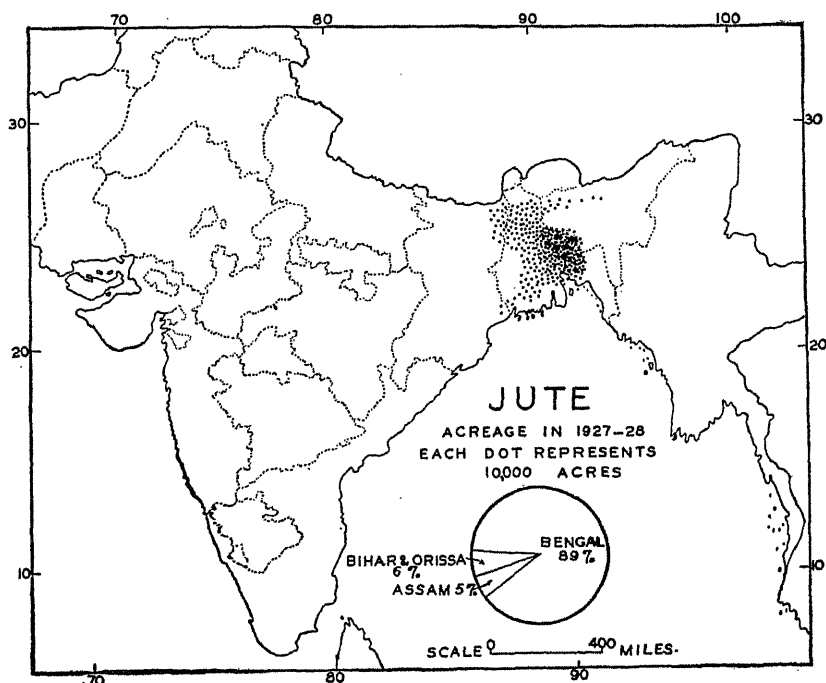 70 80 90 100
30 30
20 20
JUTE
ACREAGE IN 1927-28
EACH DOT REPRESENTS
10,000 ACRES
BENGAL
89%
BIHAR & ORISSA
6%
ASSAM 5%
10 10
SCALE 0 400 MILES.
70 80 90